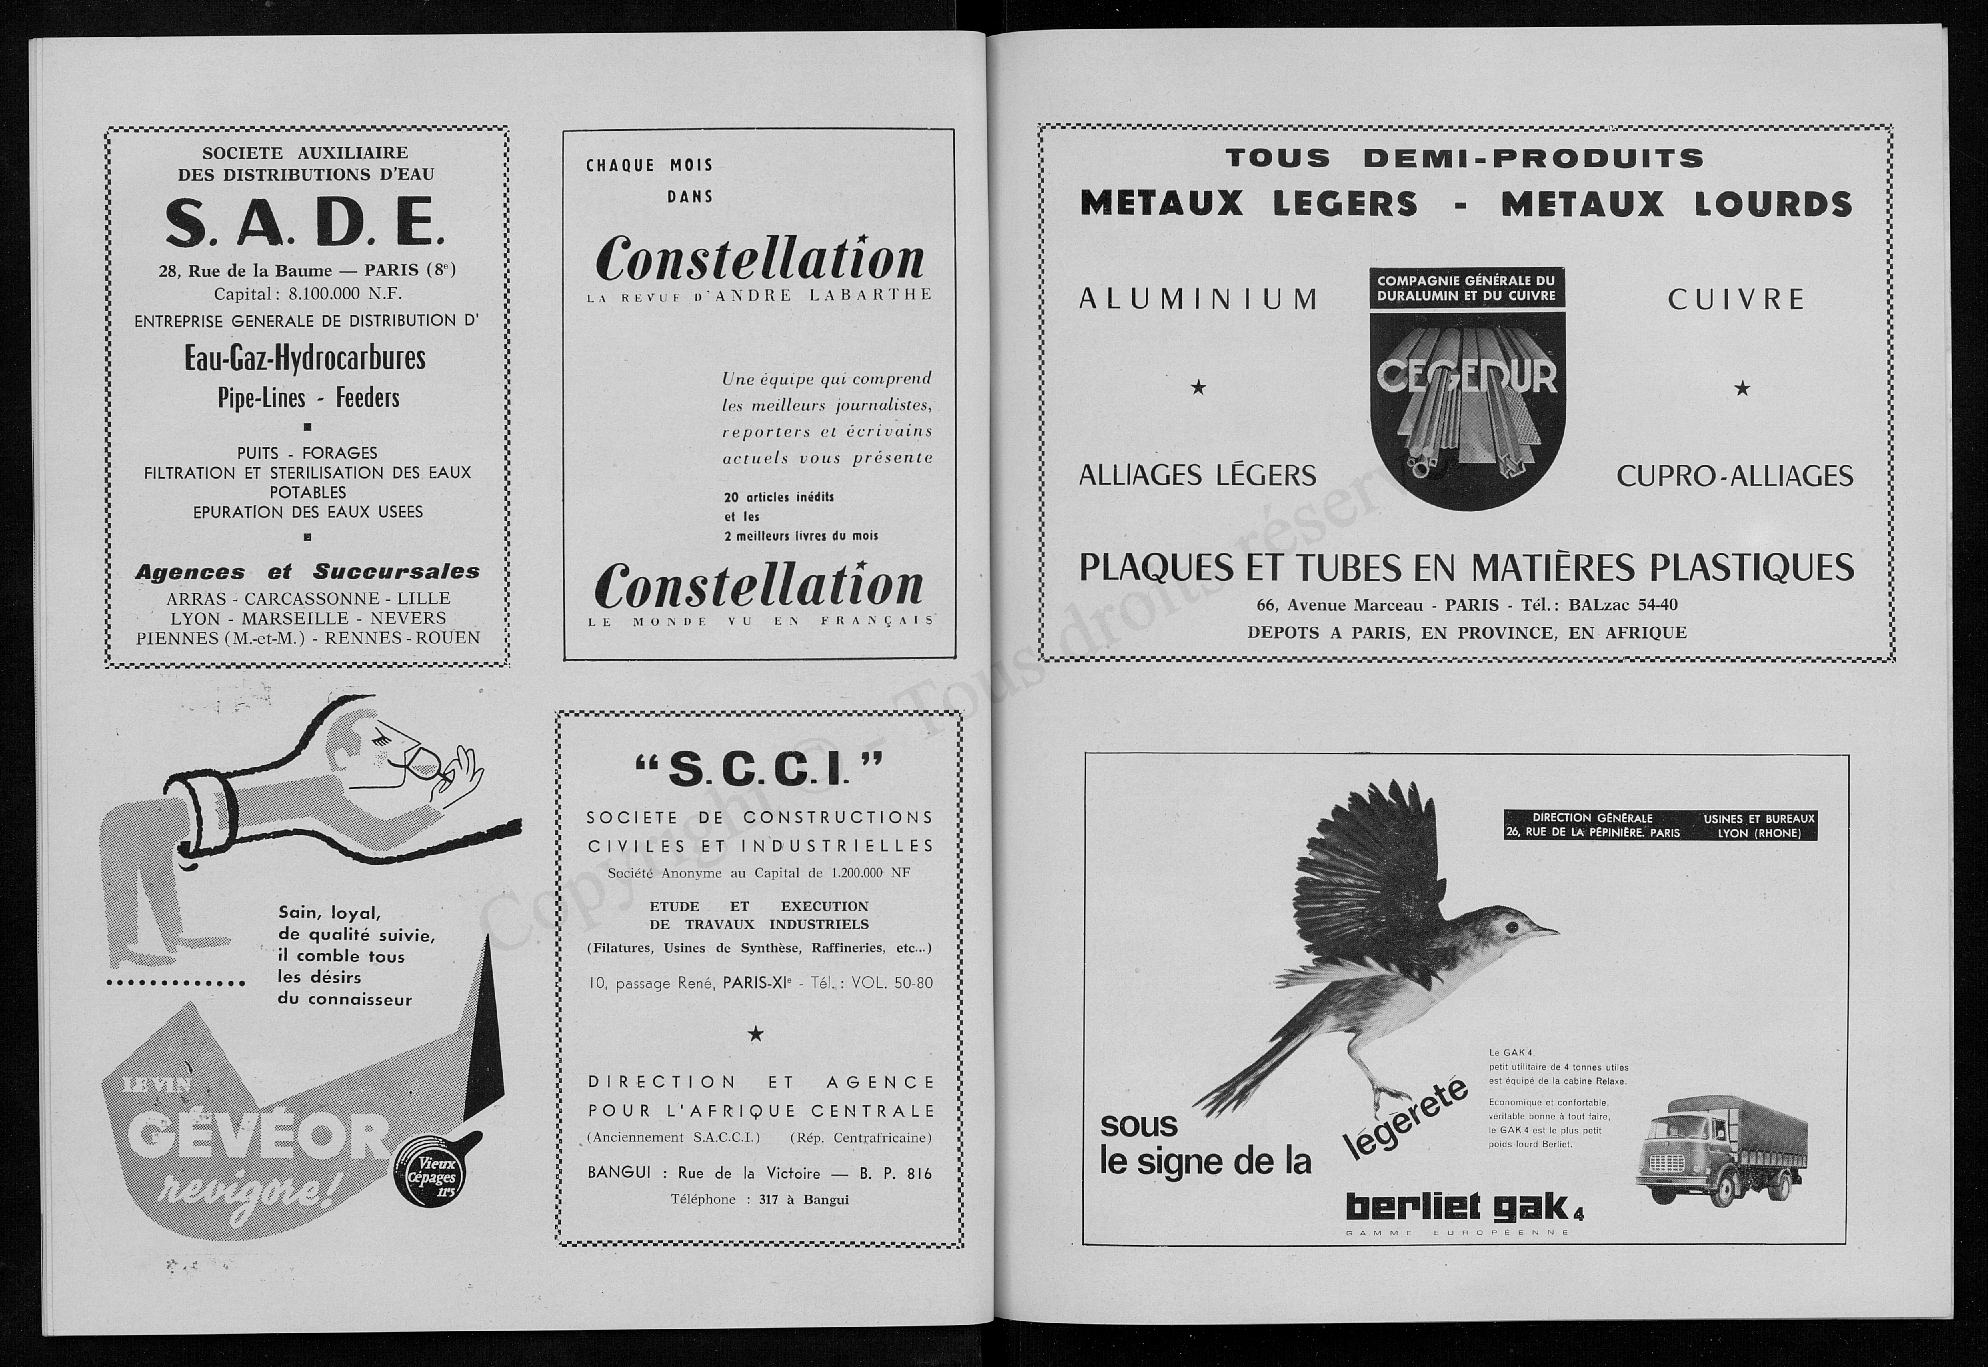 SOCIETE AUXILIAIRE
DES DISTRIBUTIONS D'EAU
S. A. D. E.
28, Rue de la Baume — PARIS (8e)
Capital : 8.100.000 N.F.
ENTREPRISE GENERALE DE DISTRIBUTION D'
Eau-Gaz-Hydrocarbures
Pipe-Lines - Feeders
PUITS - FORAGES
FILTRATION ET STERILISATION DES EAUX
POTABLES
EPURATION DES EAUX USEES
Agences et Succursales
ARRAS - CARCASSONNE - LILLE
LYON - MARSEILLE - NEVERS
PIENNES (M.-et-M.) - RENNES - ROUEN
CHAQUE MOIS
DANS
Constellation
LA REVUE D'ANDRE LABARTHE
Une équipe qui comprend
les meilleurs journalistes,
reporters et écrivains
actuels vous présente
20 articles inédits
et les
2 meilleurs livres du mois
Constellation
LE MONDE VU EN FRANÇAIS
Sain, loyal,
de qualité suivie,
il comble tous
les désirs
du connaisseur
LE VIN
GÉVÉOR
revigore!
Vieux
Cépages
11°5
"S.C.C.I."
SOCIETE DE CONSTRUCTIONS
CIVILES ET INDUSTRIELLES
Société Anonyme au Capital de 1.200.000 NF
ETUDE ET EXECUTION
DE TRAVAUX INDUSTRIELS
(Filatures, Usines de Synthèse, Raffineries, etc...)
10, passage René, PARIS-XIe - Tél. : VOL. 50-80
DIRECTION ET AGENCE
POUR L'AFRIQUE CENTRALE
(Anciennement S.A.C.C.I.) (Rép. Centrafricaine)
BANGUI : Rue de la Victoire — B. P. 816
Téléphone : 317 à Bangui
TOUS DEMI-PRODUITS
METAUX LEGERS - METAUX LOURDS
COMPAGNIE GÉNÉRALE DU
DURALUMIN ET DU CUIVRE
ALUMINIUM
CUIVRE
CEGEDUR
ALLIAGES LÉGERS
CUPRO-ALLIAGES
PLAQUES ET TUBES EN MATIÈRES PLASTIQUES
66, Avenue Marceau - PARIS - Tél. : BALzac 54-40
DEPOTS A PARIS, EN PROVINCE, EN AFRIQUE
DIRECTION GÉNÉRALE
26, RUE DE LA PÉPINIÈRE. PARIS
USINES ET BUREAUX
LYON (RHONE)
Le GAK 4
petit utilitaire de 4 tonnes utiles
est équipé de la cabine Relaxe.
Economique et confortable,
véritable bonne à tout faire,
le GAK 4 est le plus petit
poids lourd Berliet.
sous
le signe de la
légèreté
berliet gak 4
GAMME EUROPÉENNE
Copyright © - Tous droits réserv